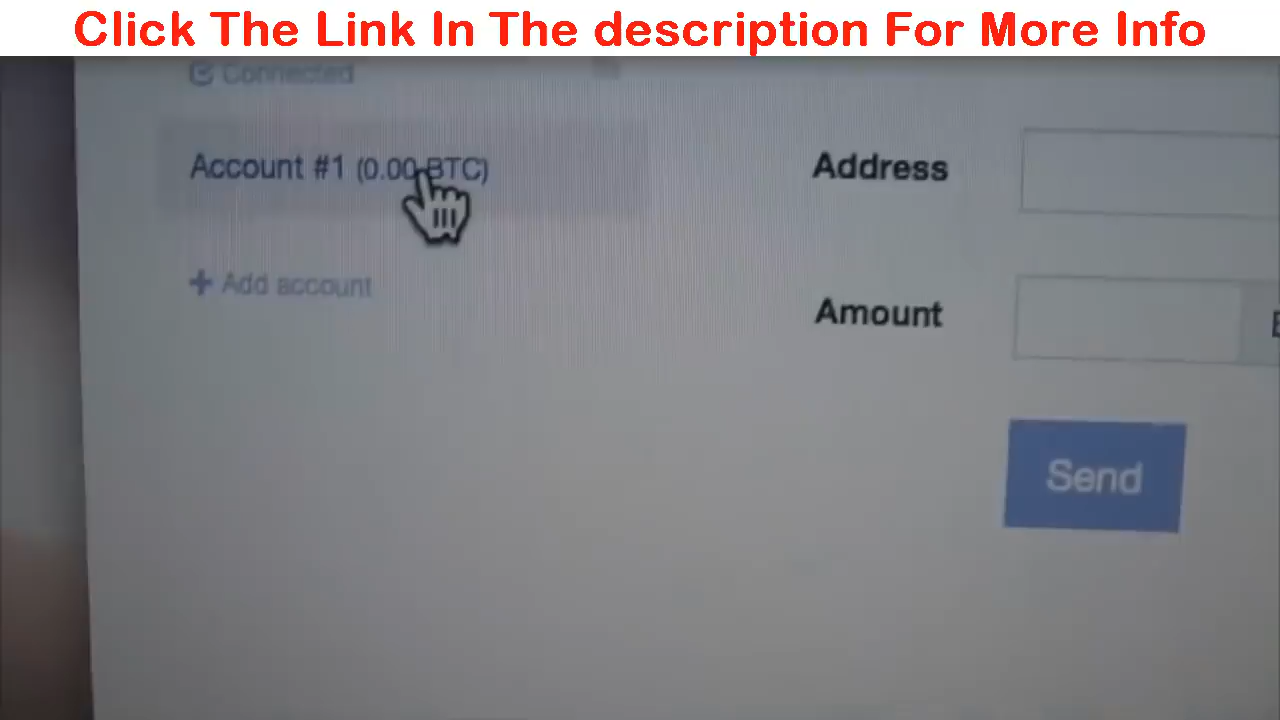 Click The Link In The description For More Info
Connected
Account #1 (0.00 BTC)
Add account
Address
Amount
Send